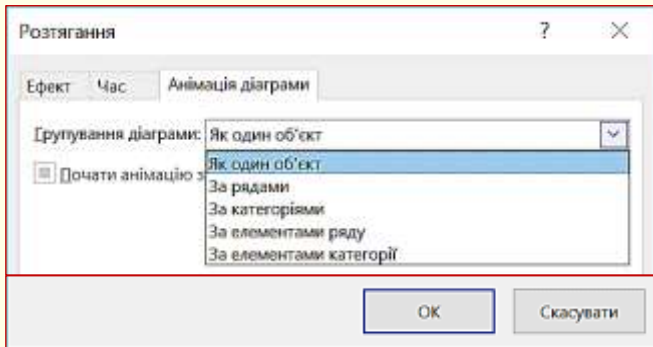 Розтягання ?
Ефект Час Анімація діаграми
Групування діаграми: Як один об'єкт
Як один об'єкт
Почати анімацію з
За рядами
За категоріями
За елементами ряду
За елементами категорії
ОК Скасувати